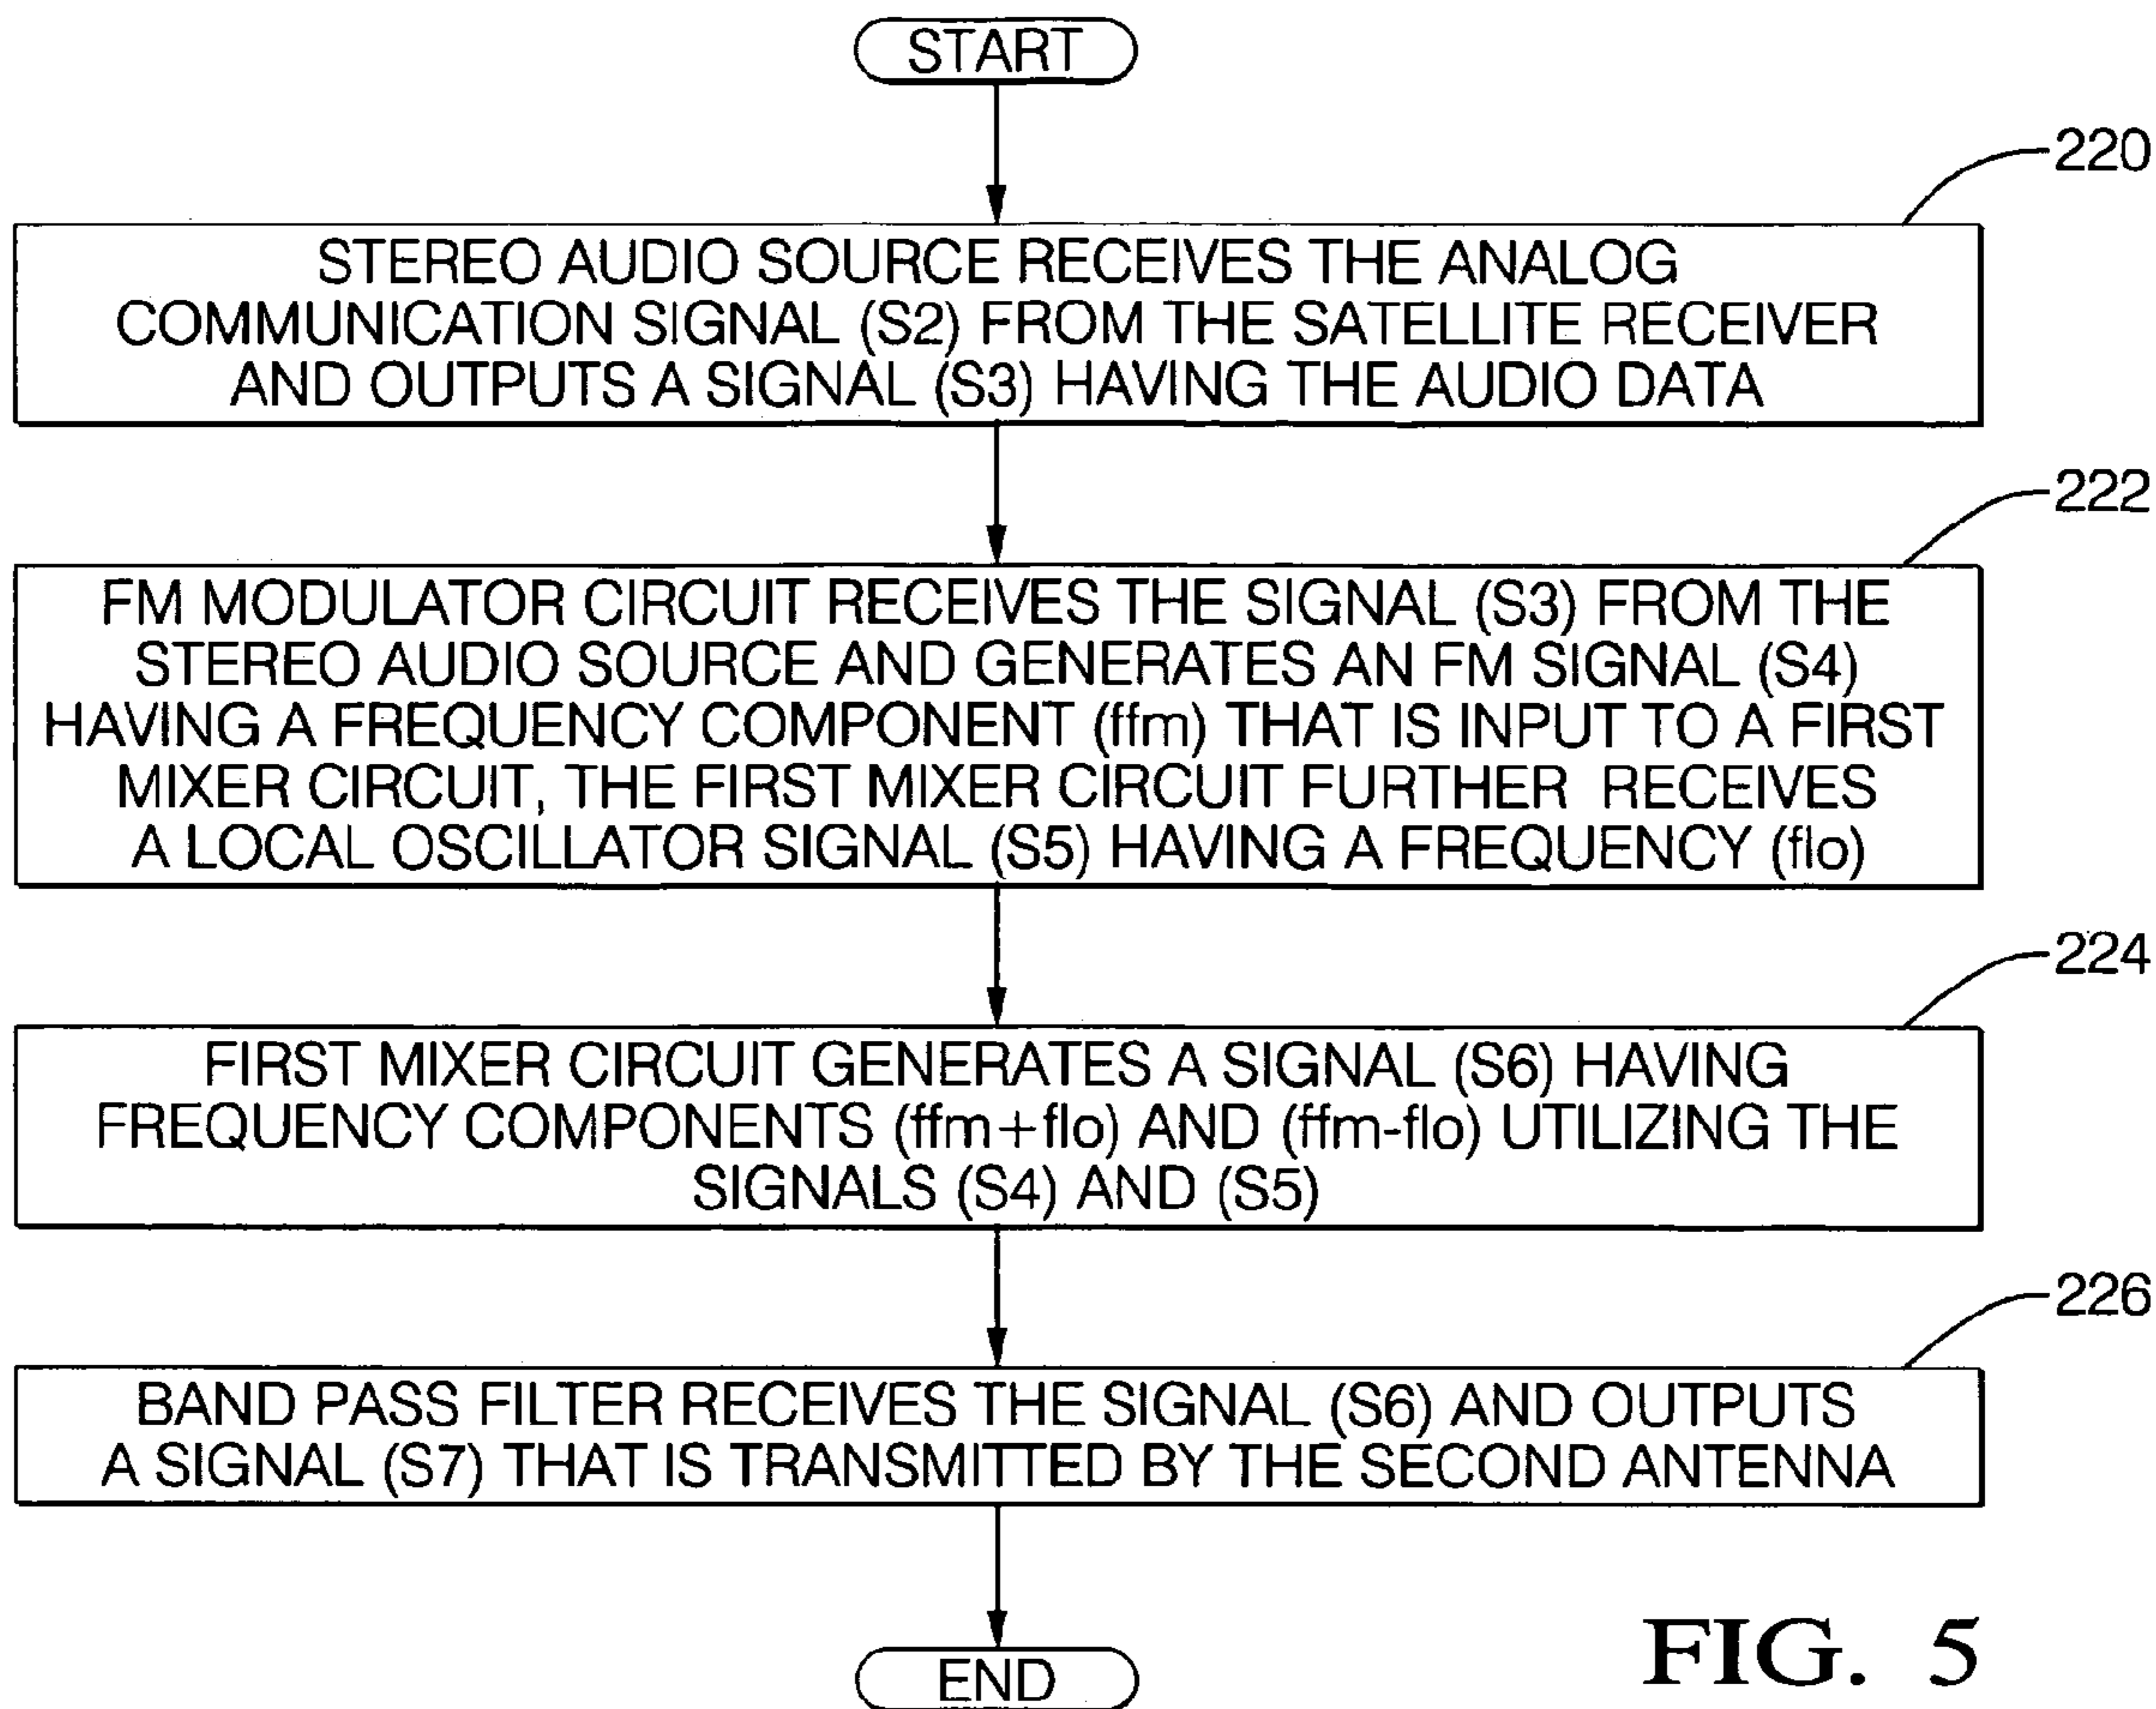 START
220
STEREO AUDIO SOURCE RECEIVES THE ANALOG
COMMUNICATION SIGNAL (S2) FROM THE SATELLITE RECEIVER
AND OUTPUTS A SIGNAL (S3) HAVING THE AUDIO DATA
222
FM MODULATOR CIRCUIT RECEIVES THE SIGNAL (S3) FROM THE
STEREO AUDIO SOURCE AND GENERATES AN FM SIGNAL (S4)
HAVING A FREQUENCY COMPONENT (ffm) THAT IS INPUT TO A FIRST
MIXER CIRCUIT, THE FIRST MIXER CIRCUIT FURTHER RECEIVES
A LOCAL OSCILLATOR SIGNAL (S5) HAVING A FREQUENCY (flo)
224
FIRST MIXER CIRCUIT GENERATES A SIGNAL (S6) HAVING
FREQUENCY COMPONENTS (ffm+flo) AND (ffm-flo) UTILIZING THE
SIGNALS (S4) AND (S5)
226
BAND PASS FILTER RECEIVES THE SIGNAL (S6) AND OUTPUTS
A SIGNAL (S7) THAT IS TRANSMITTED BY THE SECOND ANTENNA
END
FIG. 5